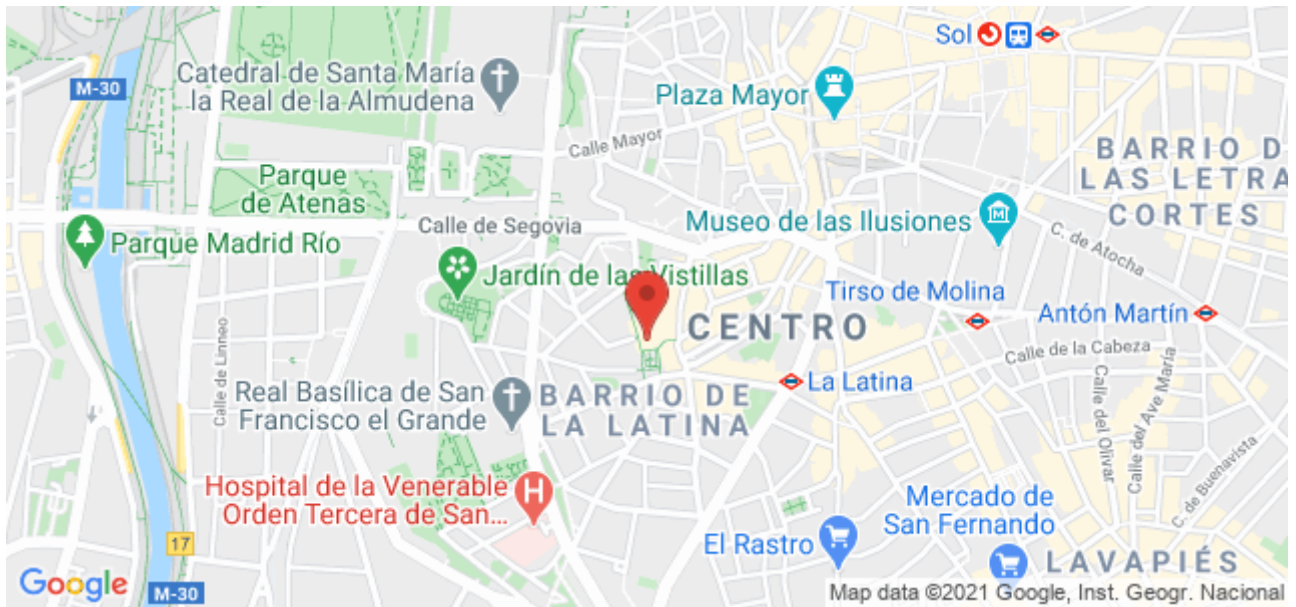 Sol
M-30
Catedral de Santa María
la Real de la Almudena
Plaza Mayor
Calle Mayor
BARRIO D
LAS LETRA
CORTES
Parque
de Atenas
Calle de Segovia
Museo de las Ilusiones
M
Parque Madrid Río
C. de Atocha
Jardín de las Vistillas
Tirso de Molina
Antón Martín
CENTRO
Calle de Linneo
Calle de la Cabeza
La Latina
Real Basílica de San
Francisco el Grande
BARRIO DE
LA LATINA
Calle del Olivar
Calle del Ave María
C. de Buenavista
Hospital de la Venerable
Orden Tercera de San...
H
Mercado de
San Fernando
El Rastro
17
LAVAPIÉS
Google
M-30
Map data ©2021 Google, Inst. Geogr. Nacional